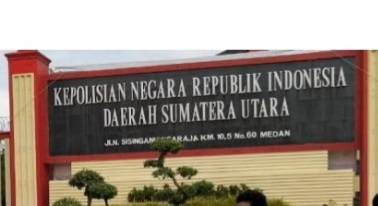 KEPOLISIAN NEGARA REPUBLIK INDONESIA
DAERAH SUMATERA UTARA
JLN. SISINGAMANGARAJA KM. 10,5 No.60 MEDAN